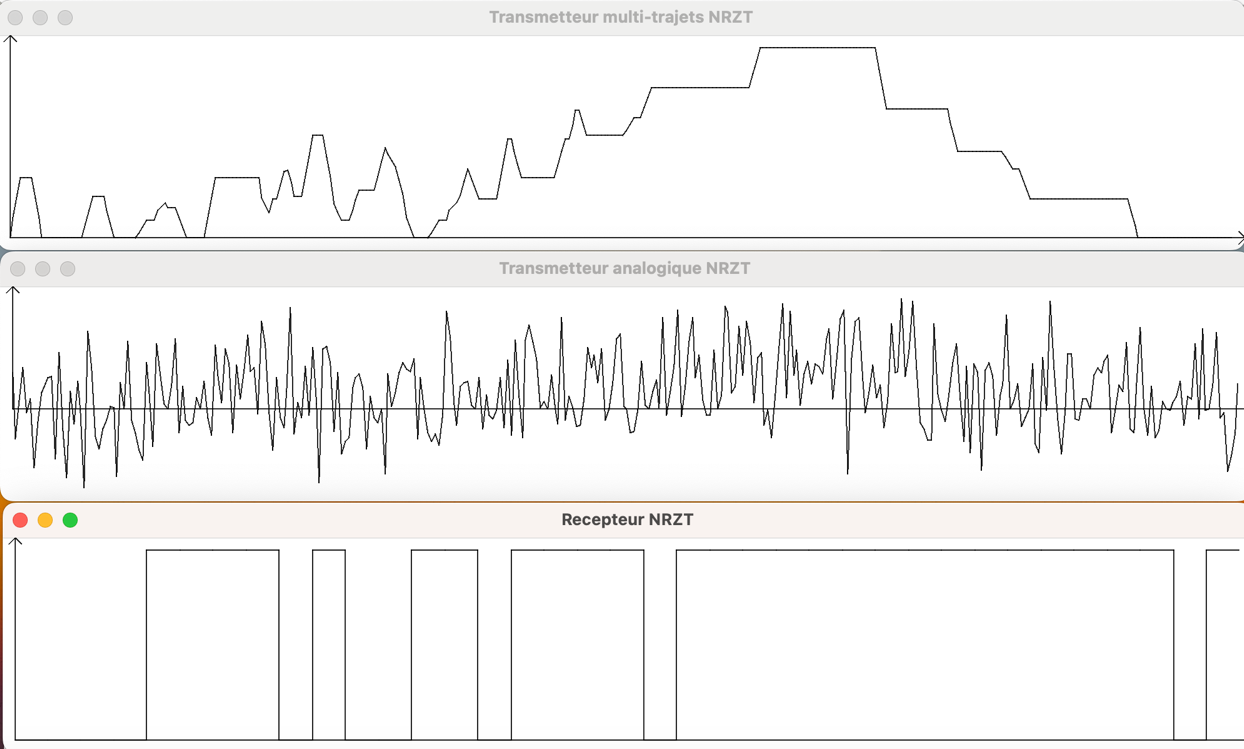 Transmetteur multi-trajets NRZT
Transmetteur analogique NRZT
Recepteur NRZT